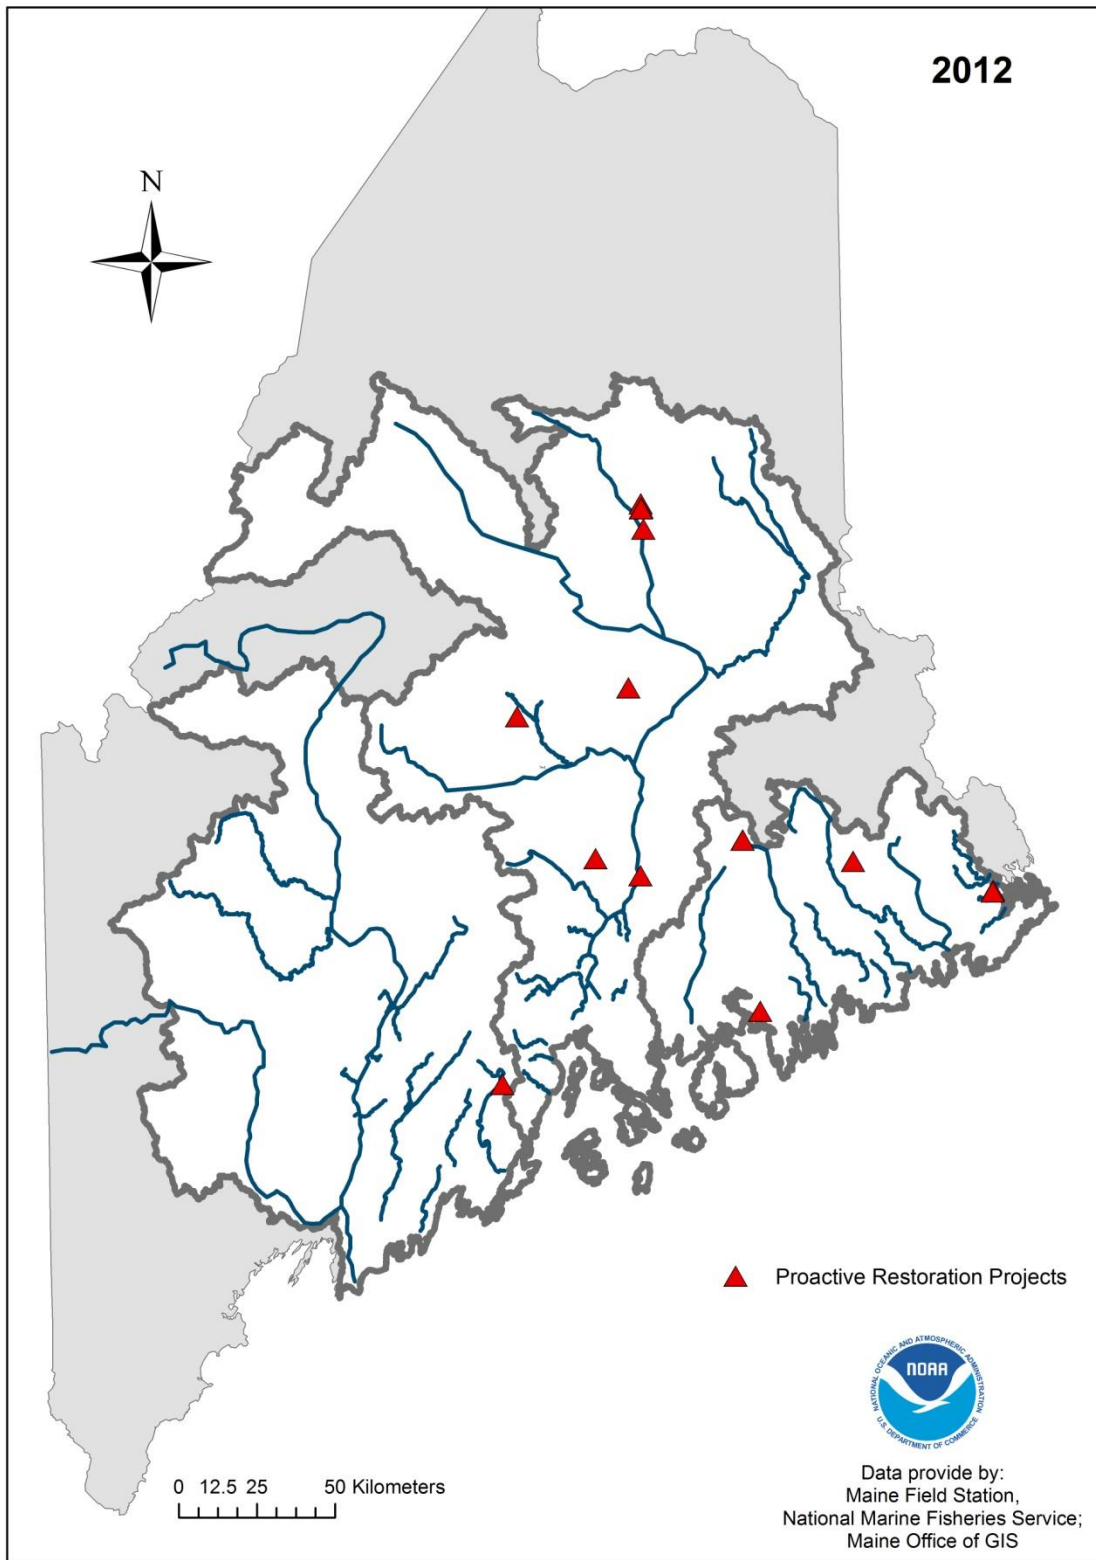 2012
N
Proactive Restoration Projects
NATIONAL OCEANIC AND ATMOSPHERIC ADMINISTRATION
NOAA
U.S. DEPARTMENT OF COMMERCE
0 12.5 25 50 Kilometers
Data provide by:
Maine Field Station,
National Marine Fisheries Service;
Maine Office of GIS